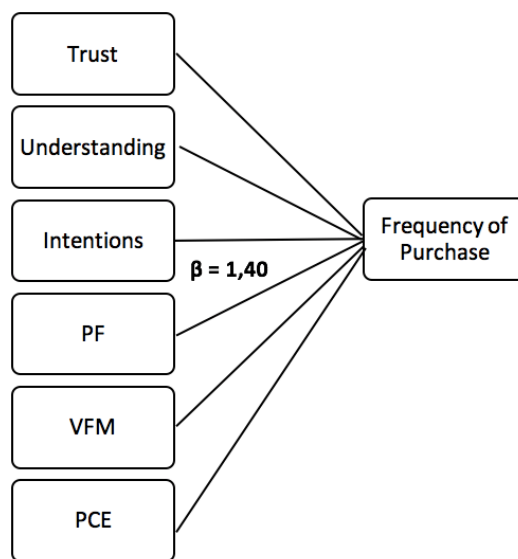 Trust
Understanding
Intentions
β = 1,40
PF
VFM
PCE
Frequency of
Purchase